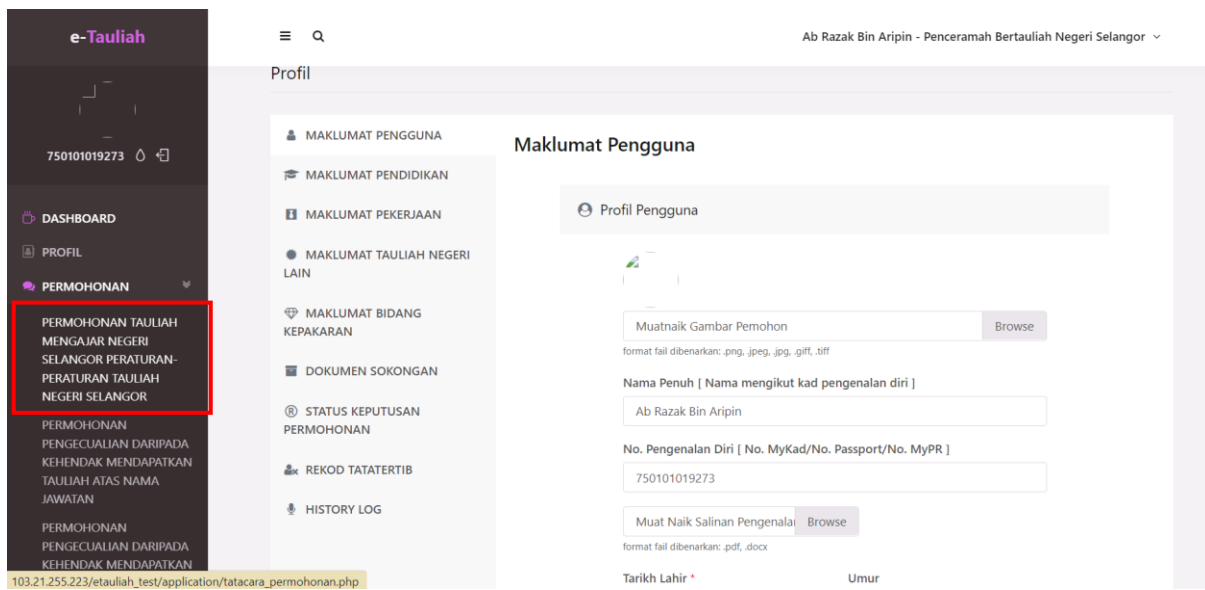 e-Tauliah
Ab Razak Bin Aripin - Penceramah Bertauliah Negeri Selangor
750101019273
DASHBOARD
PROFIL
PERMOHONAN
PERMOHONAN TAULIAH
MENGAJAR NEGERI
SELANGOR PERATURAN-
PERATURAN TAULIAH
NEGERI SELANGOR
PERMOHONAN
PENGECUALIAN DARIPADA
KEHENDAK MENDAPATKAN
TAULIAH ATAS NAMA
JAWATAN
PERMOHONAN
PENGECUALIAN DARIPADA
KEHENDAK MENDAPATKAN
103.21.255.223/etauliah_test/application/tatacara_permohonan.php
Profil
MAKLUMAT PENGGUNA
MAKLUMAT PENDIDIKAN
MAKLUMAT PEKERJAAN
MAKLUMAT TAULIAH NEGERI
LAIN
MAKLUMAT BIDANG
KEPAKARAN
DOKUMEN SOKONGAN
STATUS KEPUTUSAN
PERMOHONAN
REKOD TATATERTIB
HISTORY LOG
Maklumat Pengguna
Profil Pengguna
Muatnaik Gambar Pemohon Browse
format fail dibenarkan: .png, .jpeg, .jpg, .giff, .tiff
Nama Penuh [ Nama mengikut kad pengenalan diri ]
Ab Razak Bin Aripin
No. Pengenalan Diri [ No. MyKad/No. Passport/No. MyPR ]
750101019273
Muat Naik Salinan Pengenalai Browse
format fail dibenarkan: .pdf, .docx
Tarikh Lahir * Umur